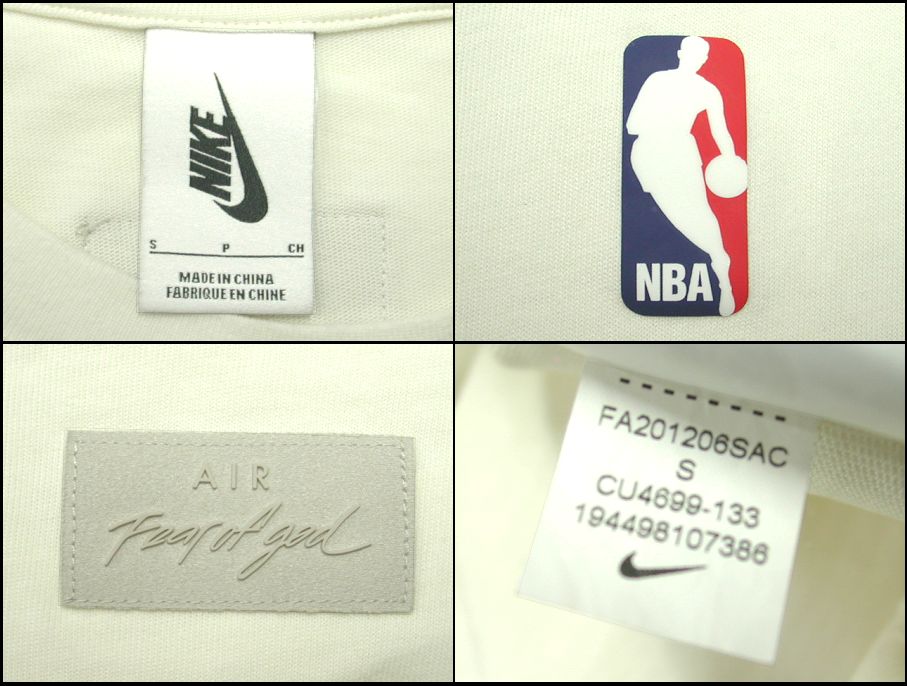 NIKE
S P CH
MADE IN CHINA
FABRIQUE EN CHINE
NBA
AIR
Fear of god
FA201206SAC
S
CU4699-133
194498107386